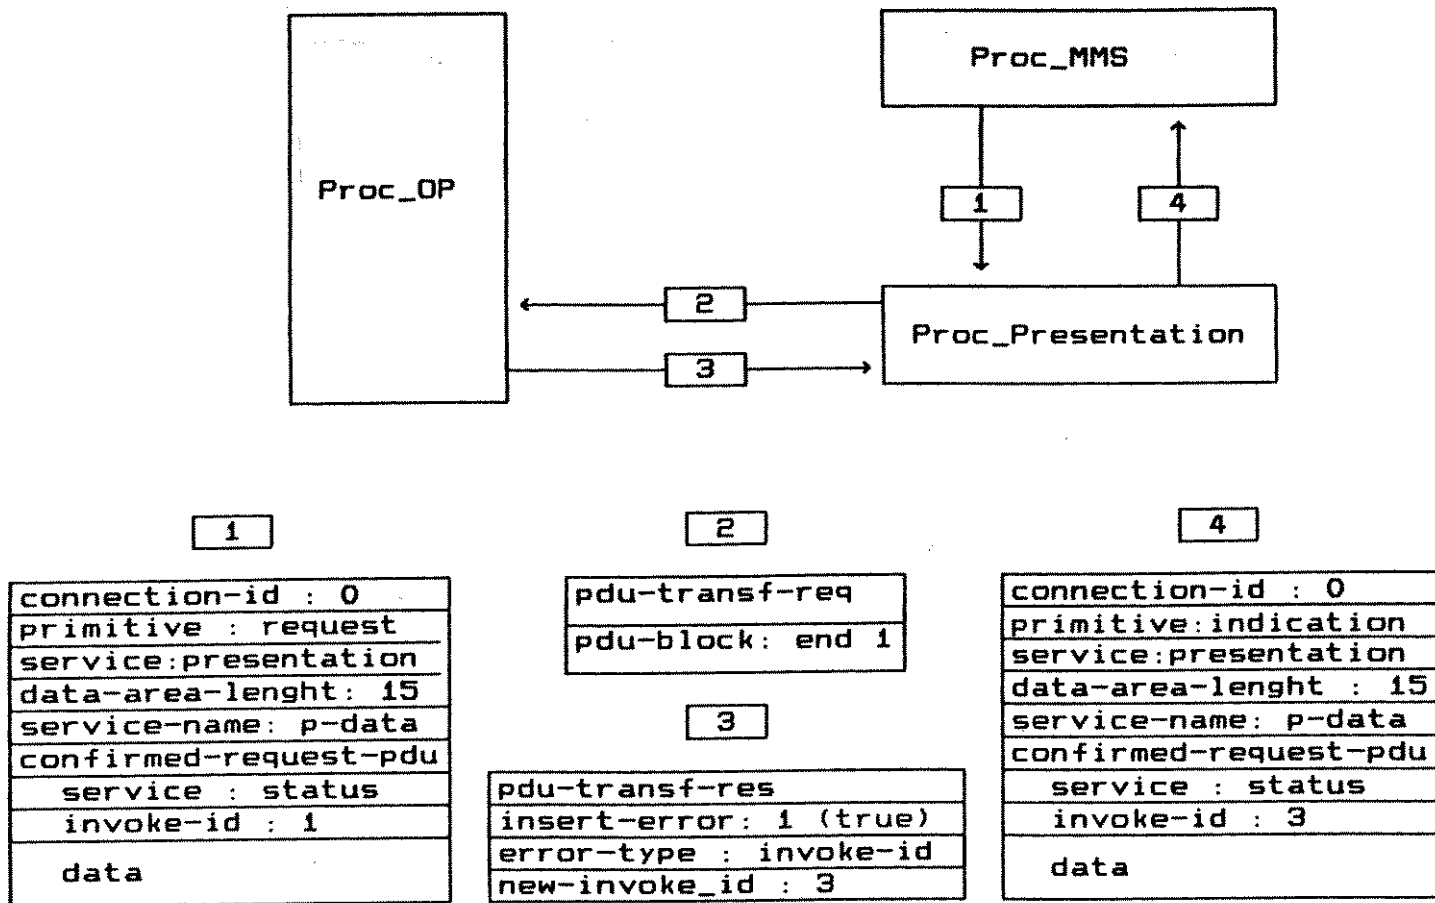 Proc_MMS
Proc_OP
1
4
2
Proc_Presentation
3
1
connection-id : 0
primitive : request
service:presentation
data-area-lenght: 15
service-name: p-data
confirmed-request-pdu
service : status
invoke-id : 1
data
2
pdu-transf-req
pdu-block: end 1
3
pdu-transf-res
insert-error: 1 (true)
error-type : invoke-id
new-invoke_id : 3
4
connection-id : 0
primitive:indication
service:presentation
data-area-lenght : 15
service-name: p-data
confirmed-request-pdu
service : status
invoke-id : 3
data